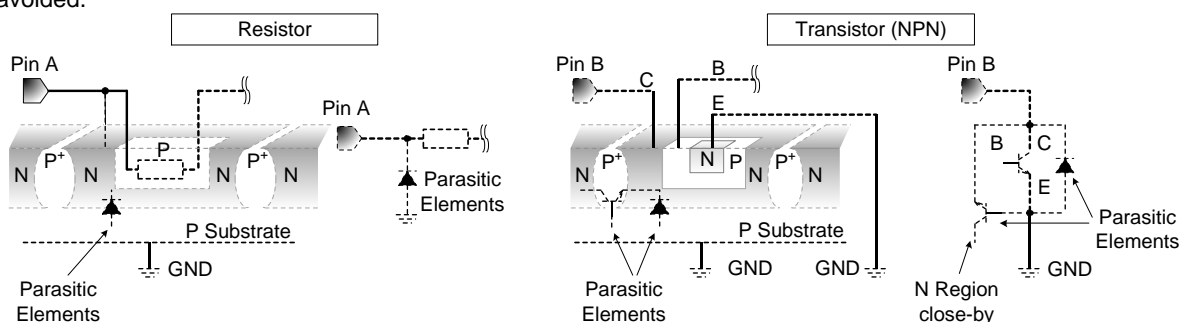 avoided.
Resistor
Transistor (NPN)
Pin A
Pin A
P
N P+ N N P+ N
Parasitic
Elements
P Substrate
GND
Parasitic
Elements
Pin B
C
B
E
N P+ N N P N P+ N
P Substrate
GND
GND
Parasitic
Elements
Pin B
B
C
E
Parasitic
Elements
GND
N Region
close-by